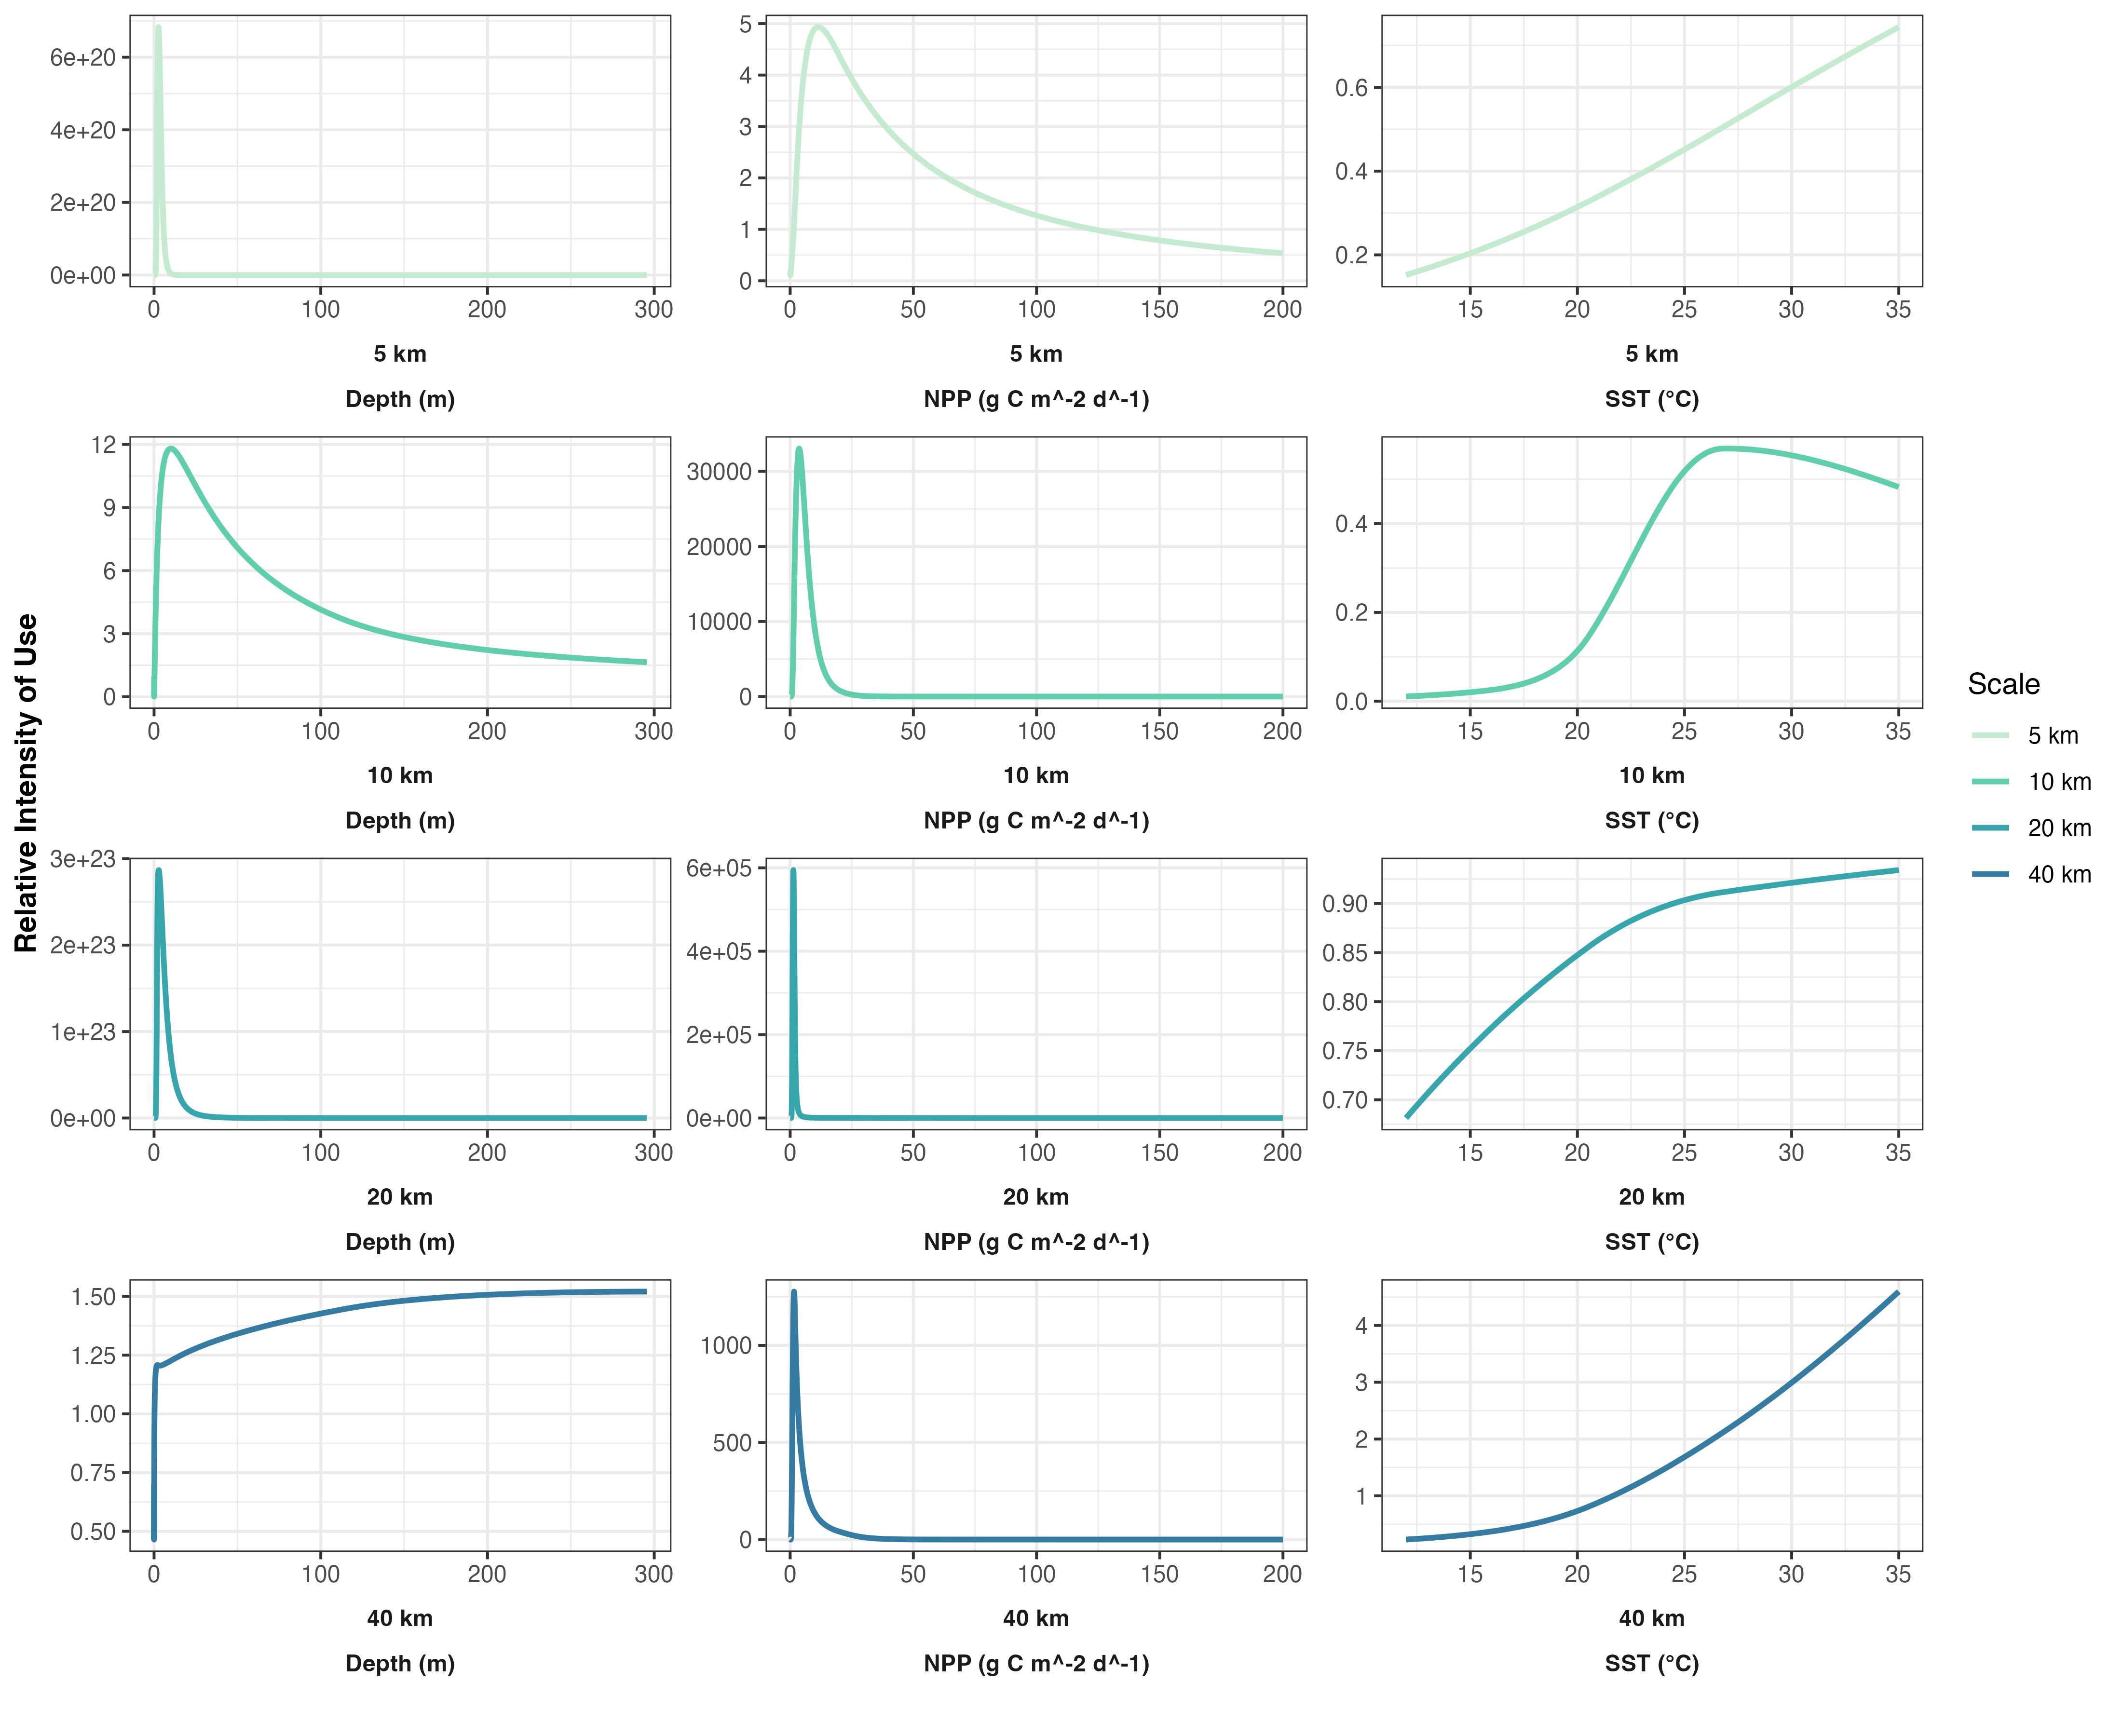 Relative Intensity of Use
6e+20
4e+20
2e+20
0e+00
0 100 200 300
5 km
Depth (m)
5
4
3
2
1
0
0 50 100 150 200
5 km
NPP (g C m^-2 d^-1)
0.6
0.4
0.2
15 20 25 30 35
5 km
SST (°C)
12
9
6
3
0
0 100 200 300
10 km
Depth (m)
30000
20000
10000
0
0 50 100 150 200
10 km
NPP (g C m^-2 d^-1)
0.4
0.2
0.0
15 20 25 30 35
10 km
SST (°C)
3e+23
2e+23
1e+23
0e+00
0 100 200 300
20 km
Depth (m)
6e+05
4e+05
2e+05
0e+00
0 50 100 150 200
20 km
NPP (g C m^-2 d^-1)
0.90
0.85
0.80
0.75
0.70
15 20 25 30 35
20 km
SST (°C)
1.50
1.25
1.00
0.75
0.50
0 100 200 300
40 km
Depth (m)
1000
500
0
0 50 100 150 200
40 km
NPP (g C m^-2 d^-1)
4
3
2
1
15 20 25 30 35
40 km
SST (°C)
Scale
5 km
10 km
20 km
40 km